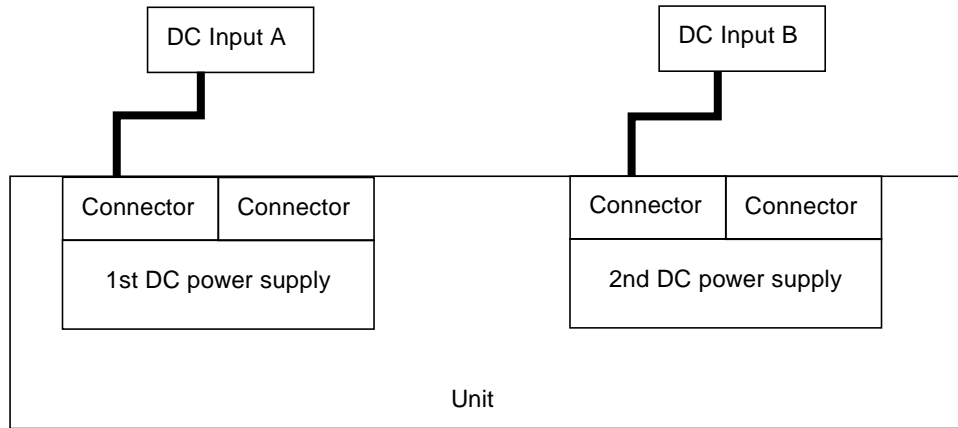 DC Input A
DC Input B
Connector
Connector
Connector
Connector
1st DC power supply
2nd DC power supply
Unit